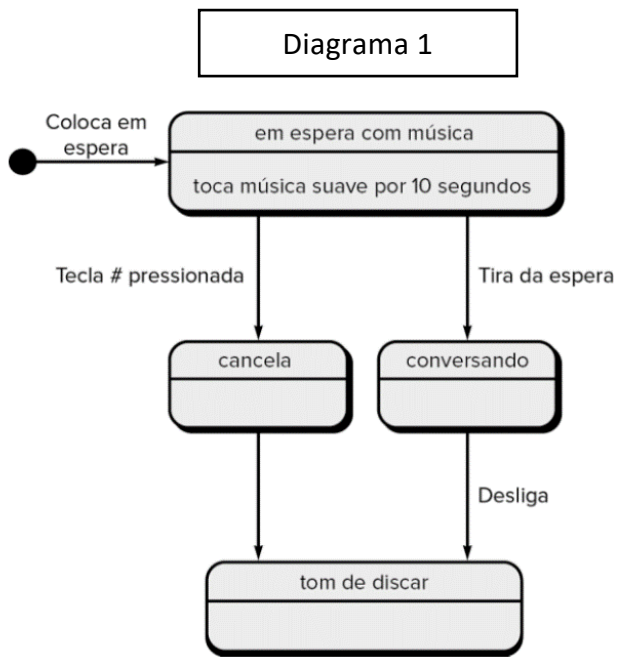 Diagrama 1
Coloca em
espera
em espera com música
toca música suave por 10 segundos
Tecla # pressionada
Tira da espera
cancela
conversando
Desliga
tom de discar